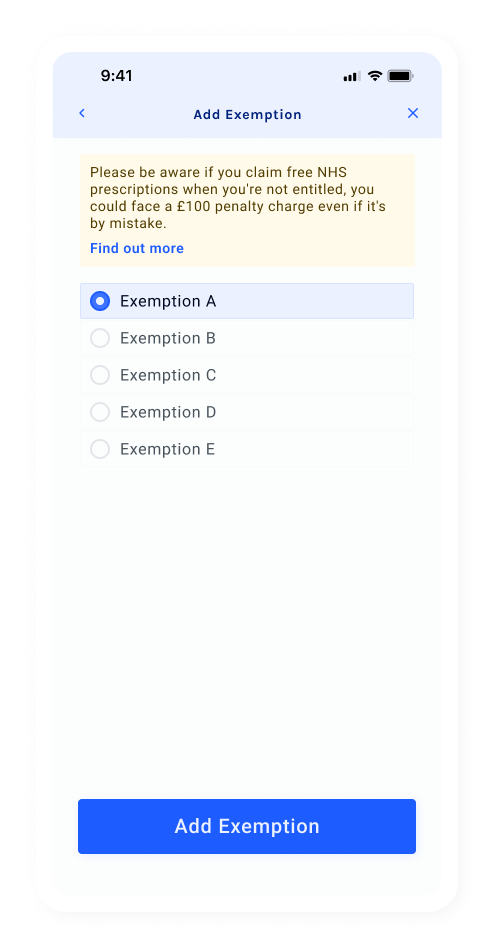 9:41
Add Exemption
Please be aware if you claim free NHS
prescriptions when you're not entitled, you
could face a £100 penalty charge even if it's
by mistake.
Find out more
Exemption A
Exemption B
Exemption C
Exemption D
Exemption E
Add Exemption